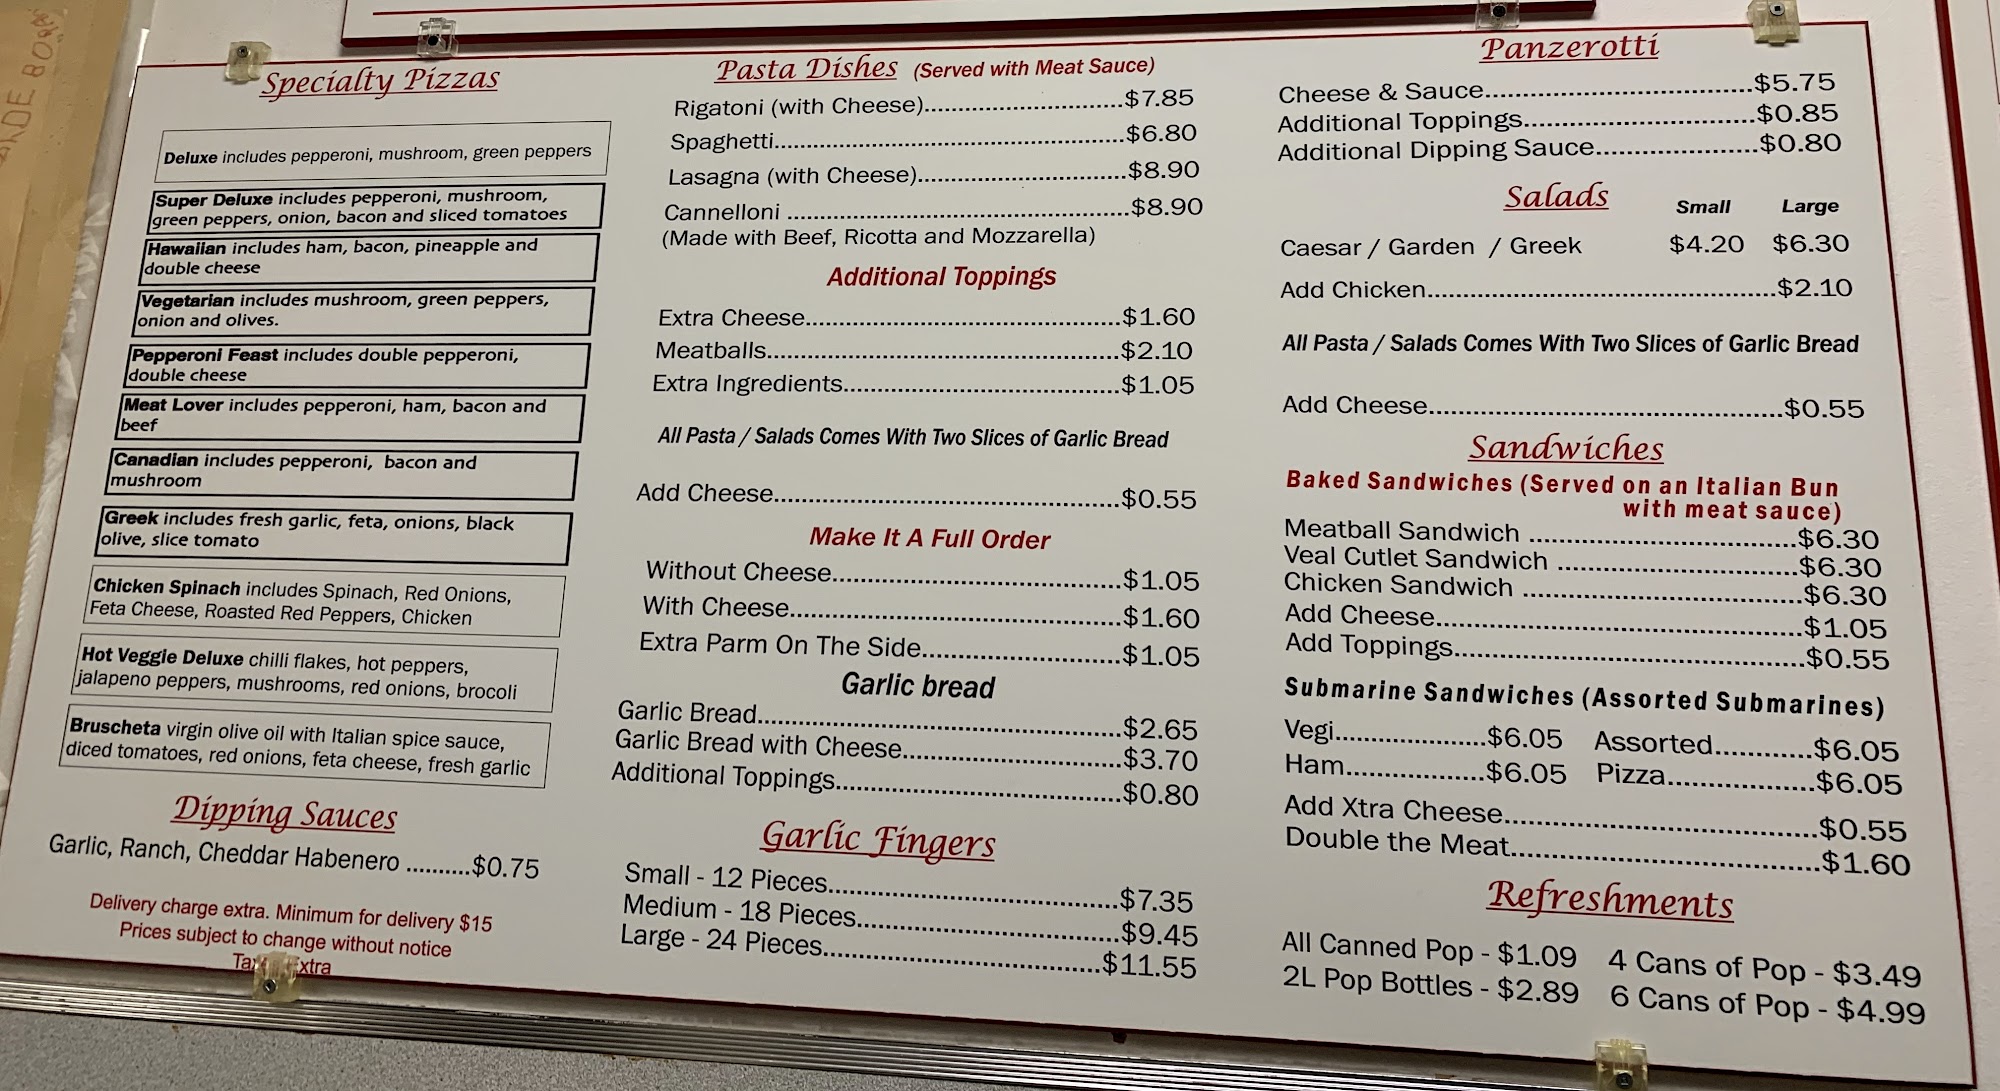 ADE BO
Specialty Pizzas
Deluxe includes pepperoni, mushroom, green peppers
Super Deluxe includes pepperoni, mushroom,
green peppers, onion, bacon and sliced tomatoes
Hawaiian includes ham, bacon, pineapple and
double cheese
Vegetarian includes mushroom, green peppers,
onion and olives.
Pepperoni Feast includes double pepperoni,
double cheese
Meat Lover includes pepperoni, ham, bacon and
beef
Canadian includes pepperoni, bacon and
mushroom
Greek includes fresh garlic, feta, onions, black
olive, slice tomato
Chicken Spinach includes Spinach, Red Onions,
Feta Cheese, Roasted Red Peppers, Chicken
Hot Veggie Deluxe chilli flakes, hot peppers,
jalapeno peppers, mushrooms, red onions, brocoli
Bruscheta virgin olive oil with Italian spice sauce,
diced tomatoes, red onions, feta cheese, fresh garlic
Dipping Sauces
Garlic, Ranch, Cheddar Habenero ..........$0.75
Delivery charge extra. Minimum for delivery $15
Prices subject to change without notice
Pasta Dishes (Served with Meat Sauce)
Rigatoni (with Cheese)............................$7.85
Spaghetti..................................................$6.80
Lasagna (with Cheese)..............................$8.90
Cannelloni .................................................$8.90
(Made with Beef, Ricotta and Mozzarella)
Additional Toppings
Extra Cheese.............................................$1.60
Meatballs...................................................$2.10
Extra Ingredients........................................$1.05
All Pasta / Salads Comes With Two Slices of Garlic Bread
Add Cheese..................................................$0.55
Make It A Full Order
Without Cheese.........................................$1.05
With Cheese...............................................$1.60
Extra Parm On The Side............................$1.05
Garlic bread
Garlic Bread....................................................$2.65
Garlic Bread with Cheese...............................$3.70
Additional Toppings.........................................$0.80
Garlic Fingers
Small - 12 Pieces.........................................$7.35
Medium - 18 Pieces.....................................$9.45
Large - 24 Pieces.......................................$11.55
Panzerotti
Cheese & Sauce......................................$5.75
Additional Toppings.................................$0.85
Additional Dipping Sauce.......................$0.80
Salads Small Large
Caesar / Garden / Greek $4.20 $6.30
Add Chicken.................................................$2.10
All Pasta / Salads Comes With Two Slices of Garlic Bread
Add Cheese..................................................$0.55
Sandwiches
Baked Sandwiches (Served on an Italian Bun
with meat sauce)
Meatball Sandwich ......................................$6.30
Veal Cutlet Sandwich ..................................$6.30
Chicken Sandwich ........................................$6.30
Add Cheese....................................................$1.05
Add Toppings..................................................$0.55
Submarine Sandwiches (Assorted Submarines)
Vegi.....................$6.05 Assorted.............$6.05
Ham...................$6.05 Pizza....................$6.05
Add Xtra Cheese............................................$0.55
Double the Meat............................................$1.60
Refreshments
All Canned Pop - $1.09 4 Cans of Pop - $3.49
2L Pop Bottles - $2.89 6 Cans of Pop - $4.99